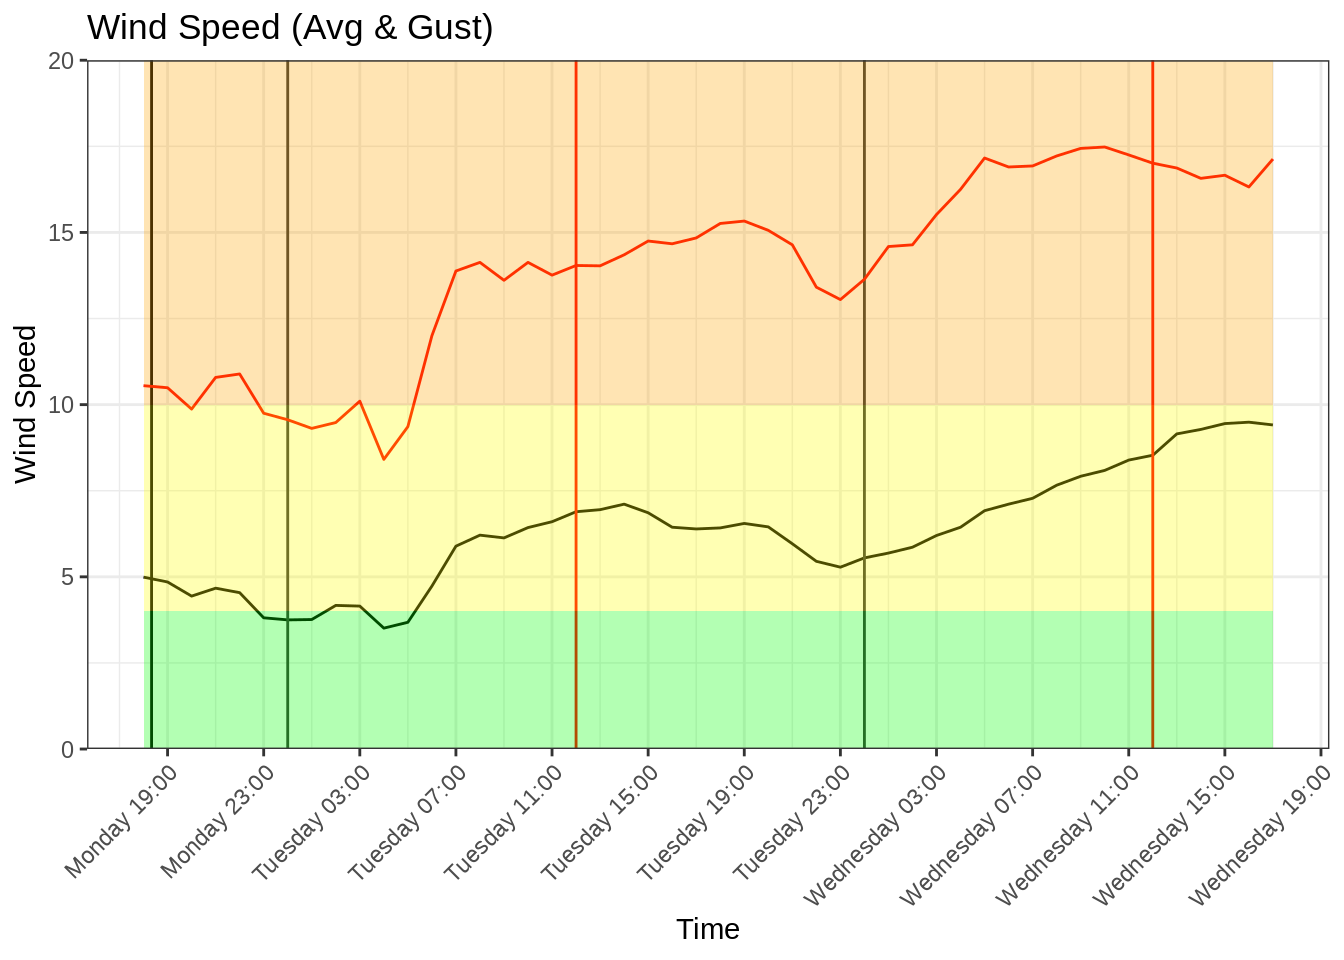 Wind Speed (Avg & Gust)
20
15
10
5
0
Wind Speed
Monday 19:00
Monday 23:00
Tuesday 03:00
Tuesday 07:00
Tuesday 11:00
Tuesday 15:00
Tuesday 19:00
Tuesday 23:00
Wednesday 03:00
Wednesday 07:00
Wednesday 11:00
Wednesday 15:00
Wednesday 19:00
Time